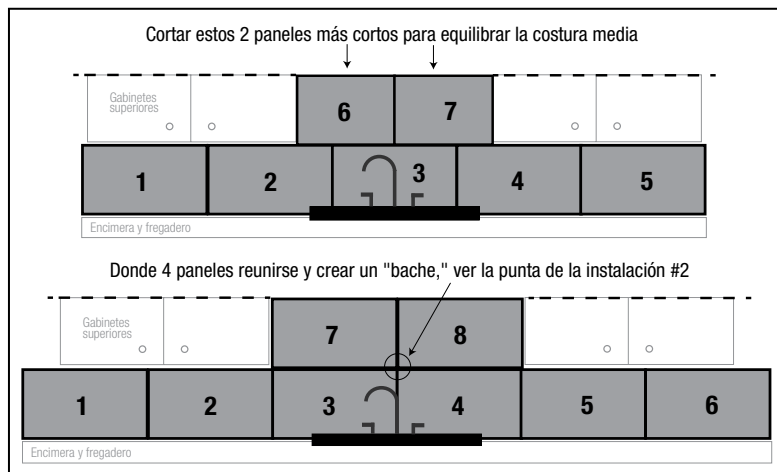 Cortar estos 2 paneles más cortos para equilibrar la costura media
Gabinetes
superiores
6
7
1
2
3
4
5
Encimera y fregadero
Donde 4 paneles reunirse y crear un "bache," ver la punta de la instalación #2
Gabinetes
superiores
7
8
1
2
3
4
5
6
Encimera y fregadero